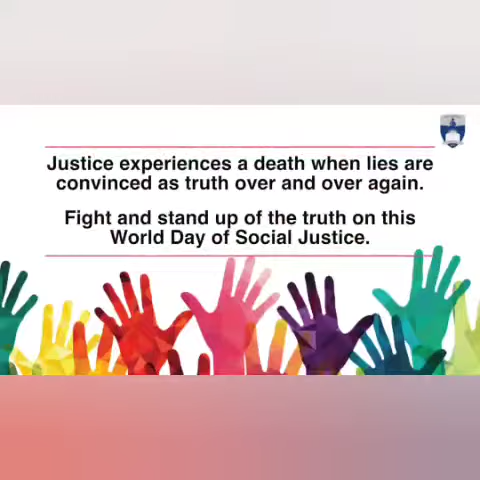 Justice experiences a death when lies are
convinced as truth over and over again.
Fight and stand up of the truth on this
World Day of Social Justice.